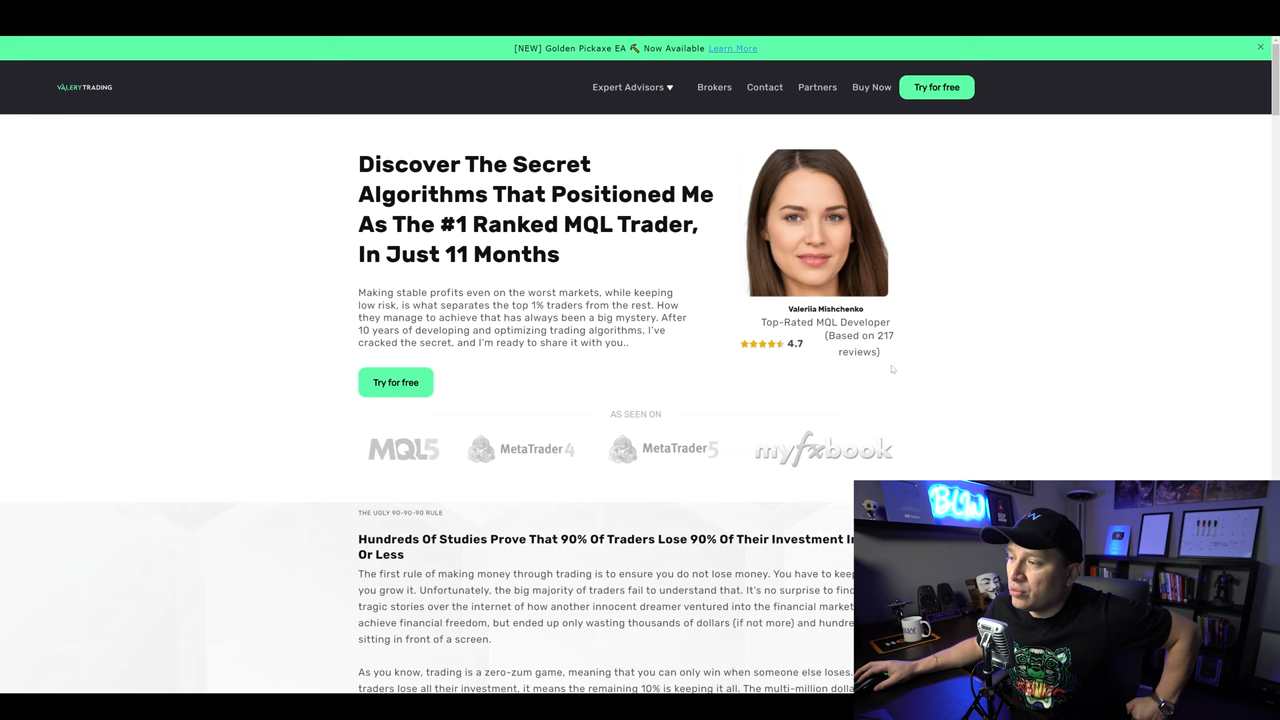 [NEW] Golden Pickaxe EA ⛏ Now Available Learn More
VALERYTRADING
Expert Advisors ▼ Brokers Contact Partners Buy Now Try for free
Discover The Secret
Algorithms That Positioned Me
As The #1 Ranked MQL Trader,
In Just 11 Months
Making stable profits even on the worst markets, while keeping
low risk, is what separates the top 1% traders from the rest. How
they manage to achieve that has always been a big mystery. After
10 years of developing and optimizing trading algorithms, I've
cracked the secret, and I'm ready to share it with you..
Try for free
Valeriia Mishchenko
Top-Rated MQL Developer
4.7
(Based on 217
reviews)
AS SEEN ON
MQL5 MetaTrader 4 MetaTrader 5 myfxbook
THE UGLY 90-90-90 RULE
Hundreds Of Studies Prove That 90% Of Traders Lose 90% Of Their Investment
Or Less
The first rule of making money through trading is to ensure you do not lose money. You have to kee
you grow it. Unfortunately, the big majority of traders fail to understand that. It's no surprise to fin
tragic stories over the internet of how another innocent dreamer ventured into the financial market
achieve financial freedom, but ended up only wasting thousands of dollars (if not more) and hundre
sitting in front of a screen.
As you know, trading is a zero-zum game, meaning that you can only win when someone else loses.
traders lose all their investment, it means the remaining 10% is keeping it all. The multi-million dolla
BLW